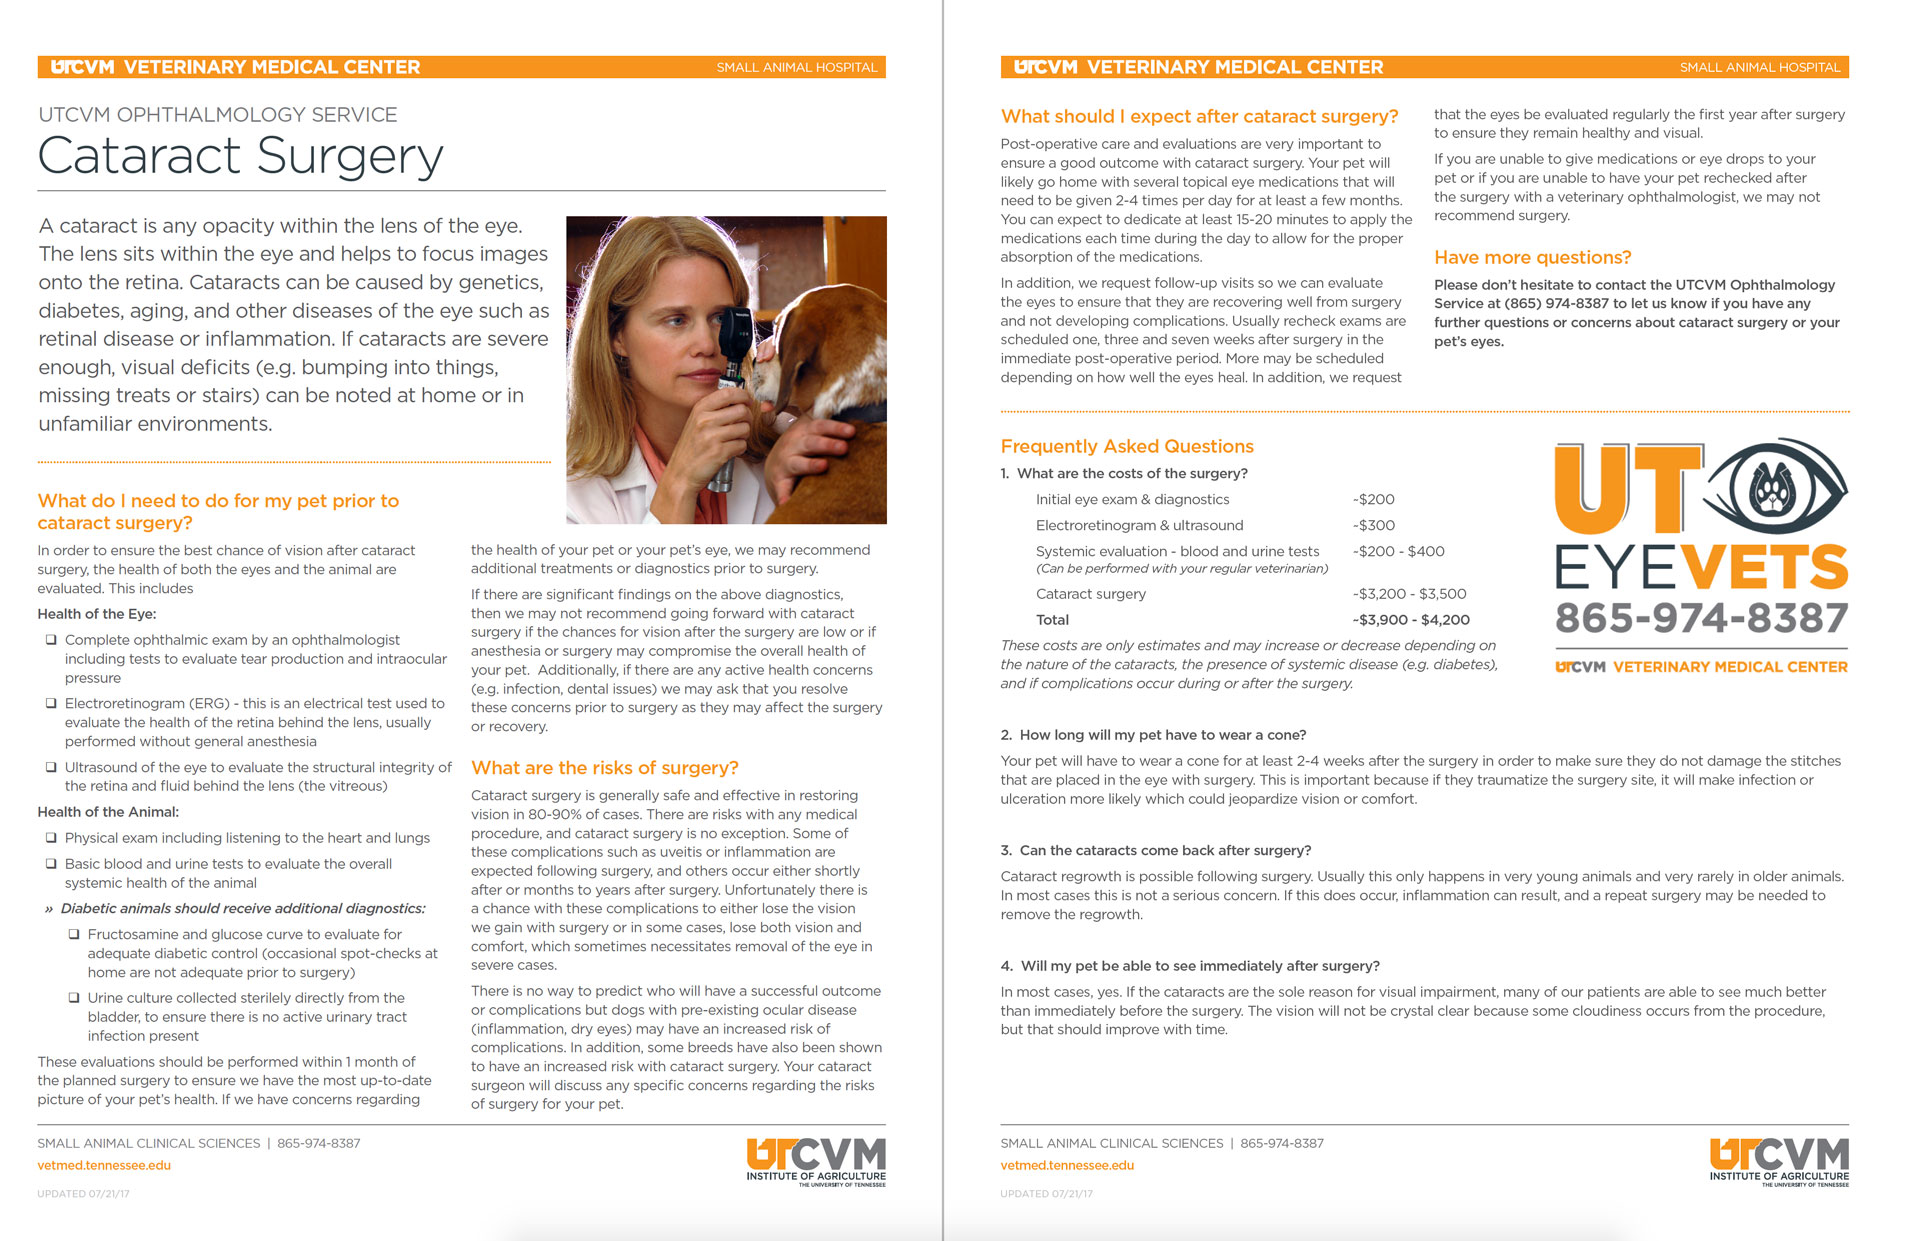 UTCVM VETERINARY MEDICAL CENTER
SMALL ANIMAL HOSPITAL
UTCVM OPHTHALMOLOGY SERVICE
Cataract Surgery
A cataract is any opacity within the lens of the eye.
The lens sits within the eye and helps to focus images
onto the retina. Cataracts can be caused by genetics,
diabetes, aging, and other diseases of the eye such as
retinal disease or inflammation. If cataracts are severe
enough, visual deficits (e.g. bumping into things,
missing treats or stairs) can be noted at home or in
unfamiliar environments.
What do I need to do for my pet prior to
cataract surgery?
In order to ensure the best chance of vision after cataract
surgery, the health of both the eyes and the animal are
evaluated. This includes
Health of the Eye:
❑ Complete ophthalmic exam by an ophthalmologist
including tests to evaluate tear production and intraocular
pressure
❑ Electroretinogram (ERG) - this is an electrical test used to
evaluate the health of the retina behind the lens, usually
performed without general anesthesia
❑ Ultrasound of the eye to evaluate the structural integrity of
the retina and fluid behind the lens (the vitreous)
Health of the Animal:
❑ Physical exam including listening to the heart and lungs
❑ Basic blood and urine tests to evaluate the overall
systemic health of the animal
» Diabetic animals should receive additional diagnostics:
❑ Fructosamine and glucose curve to evaluate for
adequate diabetic control (occasional spot-checks at
home are not adequate prior to surgery)
❑ Urine culture collected sterilely directly from the
bladder, to ensure there is no active urinary tract
infection present
These evaluations should be performed within 1 month of
the planned surgery to ensure we have the most up-to-date
picture of your pet's health. If we have concerns regarding
the health of your pet or your pet's eye, we may recommend
additional treatments or diagnostics prior to surgery.
If there are significant findings on the above diagnostics,
then we may not recommend going forward with cataract
surgery if the chances for vision after the surgery are low or if
anesthesia or surgery may compromise the overall health of
your pet. Additionally, if there are any active health concerns
(e.g. infection, dental issues) we may ask that you resolve
these concerns prior to surgery as they may affect the surgery
or recovery.
What are the risks of surgery?
Cataract surgery is generally safe and effective in restoring
vision in 80-90% of cases. There are risks with any medical
procedure, and cataract surgery is no exception. Some of
these complications such as uveitis or inflammation are
expected following surgery, and others occur either shortly
after or months to years after surgery. Unfortunately there is
a chance with these complications to either lose the vision
we gain with surgery or in some cases, lose both vision and
comfort, which sometimes necessitates removal of the eye in
severe cases.
There is no way to predict who will have a successful outcome
or complications but dogs with pre-existing ocular disease
(inflammation, dry eyes) may have an increased risk of
complications. In addition, some breeds have also been shown
to have an increased risk with cataract surgery. Your cataract
surgeon will discuss any specific concerns regarding the risks
of surgery for your pet.
SMALL ANIMAL CLINICAL SCIENCES | 865-974-8387
vetmed.tennessee.edu
UPDATED 07/21/17
UTCVM
INSTITUTE OF AGRICULTURE
THE UNIVERSITY OF TENNESSEE
UTCVM VETERINARY MEDICAL CENTER
SMALL ANIMAL HOSPITAL
What should I expect after cataract surgery?
Post-operative care and evaluations are very important to
ensure a good outcome with cataract surgery. Your pet will
likely go home with several topical eye medications that will
need to be given 2-4 times per day for at least a few months.
You can expect to dedicate at least 15-20 minutes to apply the
medications each time during the day to allow for the proper
absorption of the medications.
In addition, we request follow-up visits so we can evaluate
the eyes to ensure that they are recovering well from surgery
and not developing complications. Usually recheck exams are
scheduled one, three and seven weeks after surgery in the
immediate post-operative period. More may be scheduled
depending on how well the eyes heal. In addition, we request
that the eyes be evaluated regularly the first year after surgery
to ensure they remain healthy and visual.
If you are unable to give medications or eye drops to your
pet or if you are unable to have your pet rechecked after
the surgery with a veterinary ophthalmologist, we may not
recommend surgery.
Have more questions?
Please don't hesitate to contact the UTCVM Ophthalmology
Service at (865) 974-8387 to let us know if you have any
further questions or concerns about cataract surgery or your
pet's eyes.
Frequently Asked Questions
1. What are the costs of the surgery?
Initial eye exam & diagnostics ~$200
Electroretinogram & ultrasound ~$300
Systemic evaluation - blood and urine tests ~$200 - $400
(Can be performed with your regular veterinarian)
Cataract surgery ~$3,200 - $3,500
Total ~$3,900 - $4,200
These costs are only estimates and may increase or decrease depending on
the nature of the cataracts, the presence of systemic disease (e.g. diabetes),
and if complications occur during or after the surgery.
UT
EYEVETS
865-974-8387
UTCVM VETERINARY MEDICAL CENTER
2. How long will my pet have to wear a cone?
Your pet will have to wear a cone for at least 2-4 weeks after the surgery in order to make sure they do not damage the stitches
that are placed in the eye with surgery. This is important because if they traumatize the surgery site, it will make infection or
ulceration more likely which could jeopardize vision or comfort.
3. Can the cataracts come back after surgery?
Cataract regrowth is possible following surgery. Usually this only happens in very young animals and very rarely in older animals.
In most cases this is not a serious concern. If this does occur, inflammation can result, and a repeat surgery may be needed to
remove the regrowth.
4. Will my pet be able to see immediately after surgery?
In most cases, yes. If the cataracts are the sole reason for visual impairment, many of our patients are able to see much better
than immediately before the surgery. The vision will not be crystal clear because some cloudiness occurs from the procedure,
but that should improve with time.
SMALL ANIMAL CLINICAL SCIENCES | 865-974-8387
vetmed.tennessee.edu
UPDATED 07/21/17
UTCVM
INSTITUTE OF AGRICULTURE
THE UNIVERSITY OF TENNESSEE